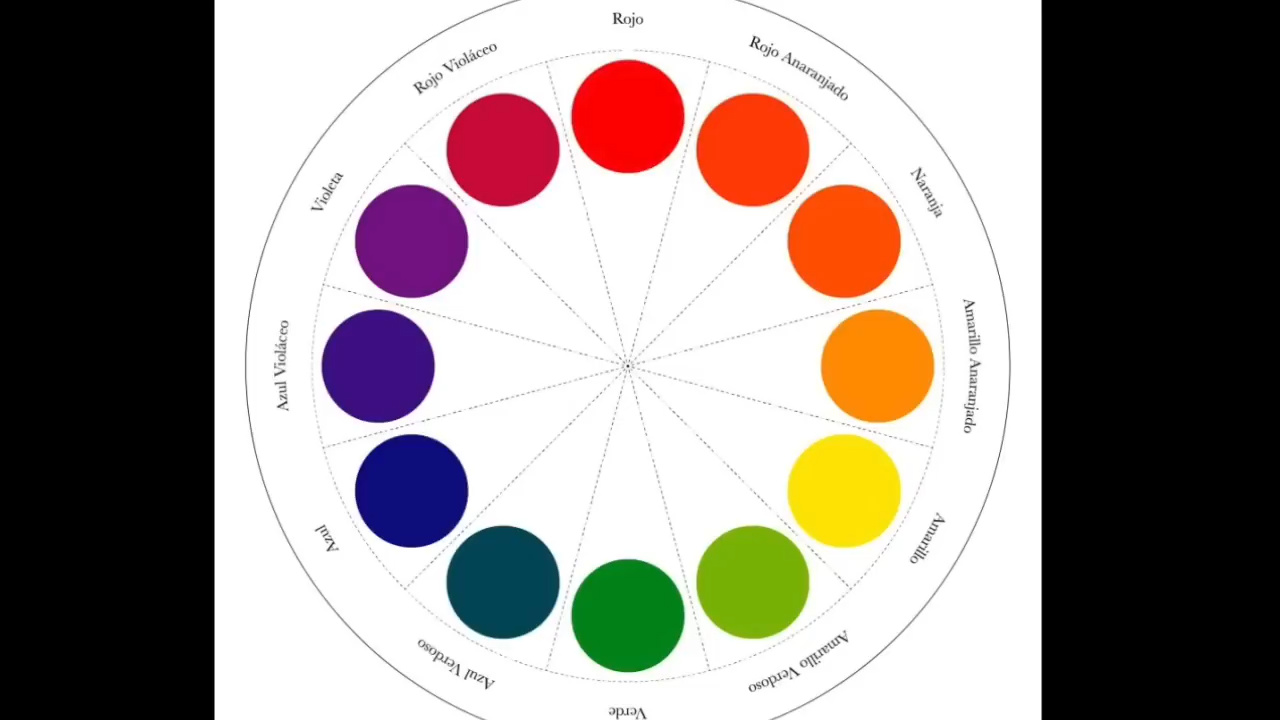 Rojo
Rojo Anaranjado
Naranja
Amarillo Anaranjado
Amarillo
Amarillo Verdoso
Verde
Azul Verdoso
Azul
Azul Violáceo
Violeta
Rojo Violáceo